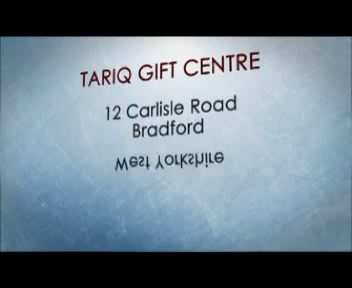 TARIQ GIFT CENTRE
12 Carlisle Road
Bradford
West Yorkshire